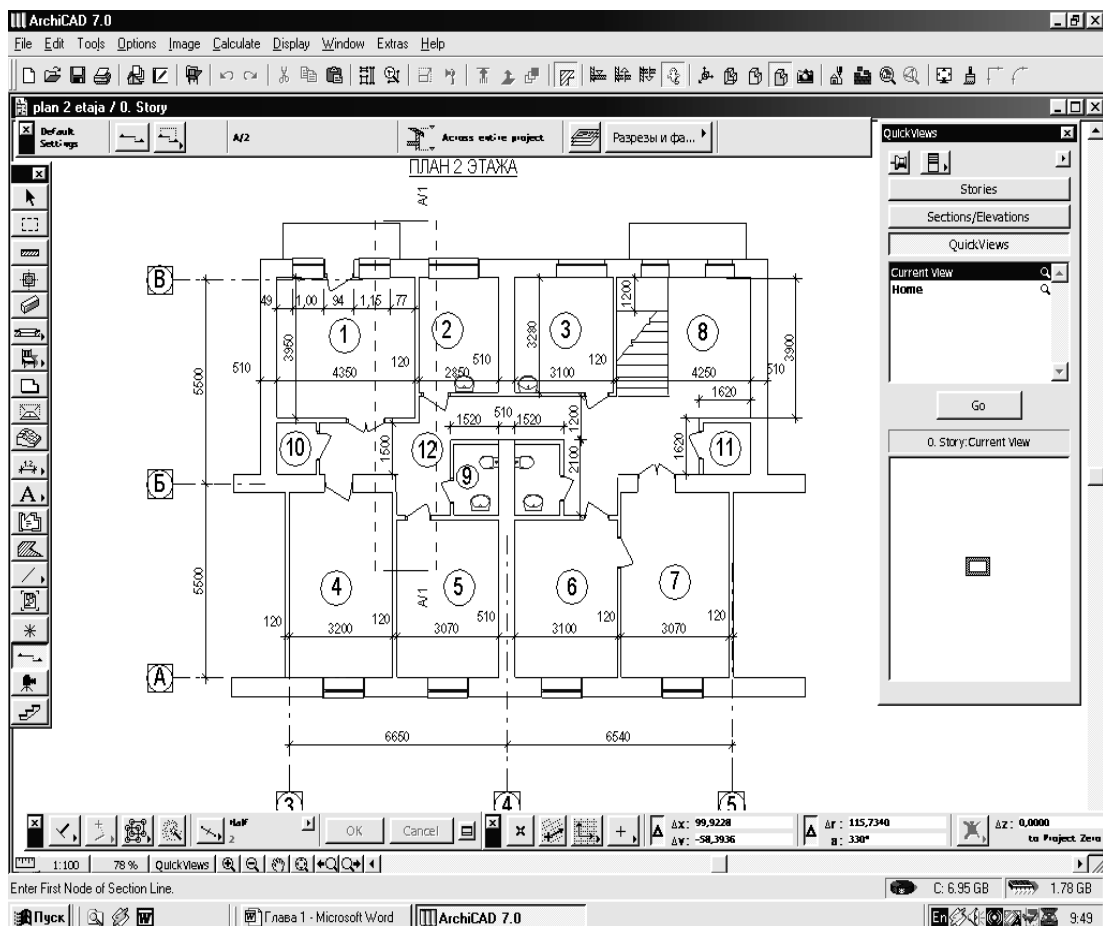 ArchiCAD 7.0
File Edit Tools Options Image Calculate Display Window Extras Help
plan 2 etaja / 0. Story
Default Settings
A/2
Across entire project
Разрезы и фа...
QuickViews
Stories
Sections/Elevations
QuickViews
Current View
Home
Go
0. Story:Current View
ПЛАН 2 ЭТАЖА
A/1
В
49 1,00 94 1,15 77
1200
1 2 3 8
3950 3280 3900
510 120 510 120 510
4350 2850 3100 4250
5500
1620
1520 510 1520 1200
10 12 1500 2100 1620 11
9
Б
5500
4 5 6 7
A/1
120 120 510 120 120
3200 3070 3100 3070
А
6650 6540
3 4 5
Half
2
OK Cancel
Δx: 99,9228
Δy: -58,3936
Δr: 115,7340
a: 330°
Δz: 0,0000
to Project Zero
1:100 78 % QuickViews
Enter First Node of Section Line.
C: 6.95 GB 1.78 GB
Пуск Глава 1 - Microsoft Word ArchiCAD 7.0 En 9:49